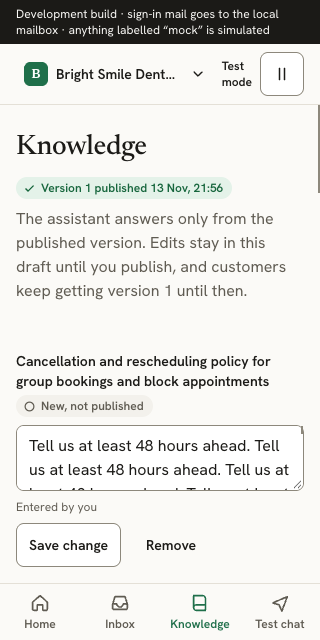 Development build · sign-in mail goes to the local
mailbox · anything labelled “mock” is simulated
B Bright Smile Dent...
Test
mode
Knowledge
Version 1 published 13 Nov, 21:56
The assistant answers only from the
published version. Edits stay in this
draft until you publish, and customers
keep getting version 1 until then.
Cancellation and rescheduling policy for
group bookings and block appointments
New, not published
Tell us at least 48 hours ahead. Tell
us at least 48 hours ahead. Tell us at
Entered by you
Save change Remove
Home Inbox Knowledge Test chat